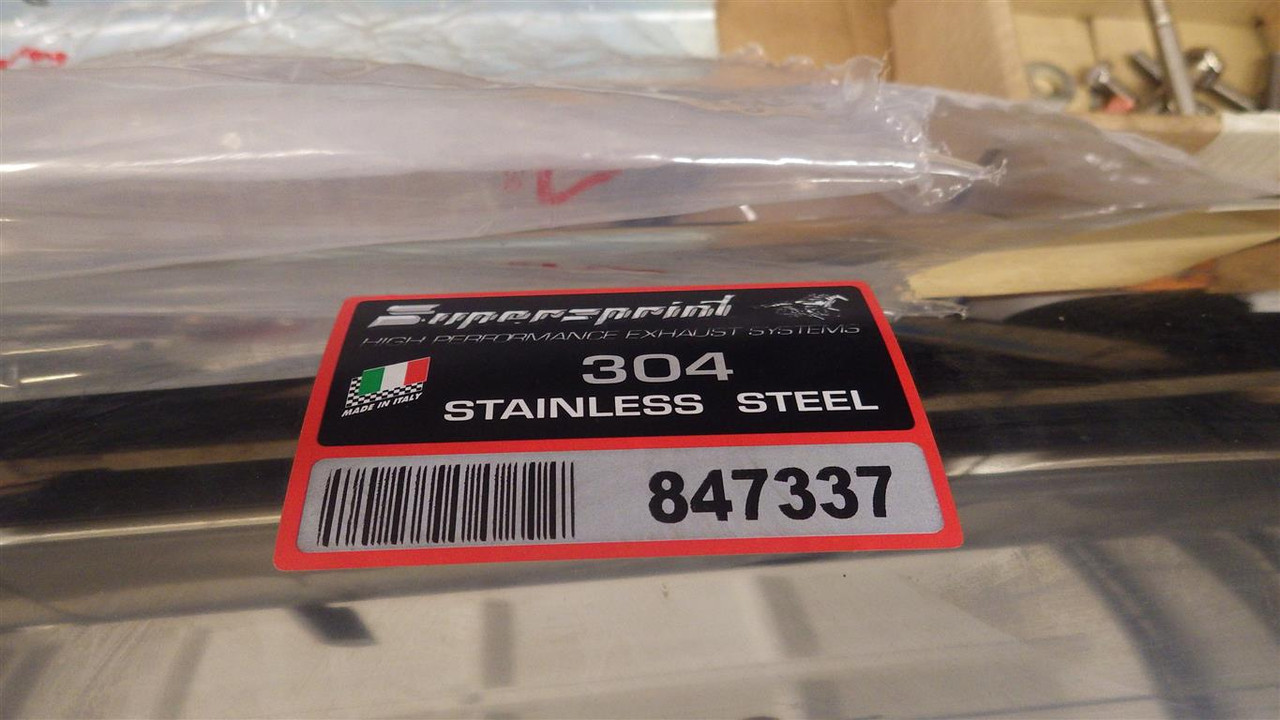 Supersprint
HIGH PERFORMANCE EXHAUST SYSTEMS
304
STAINLESS STEEL
MADE IN ITALY
847337